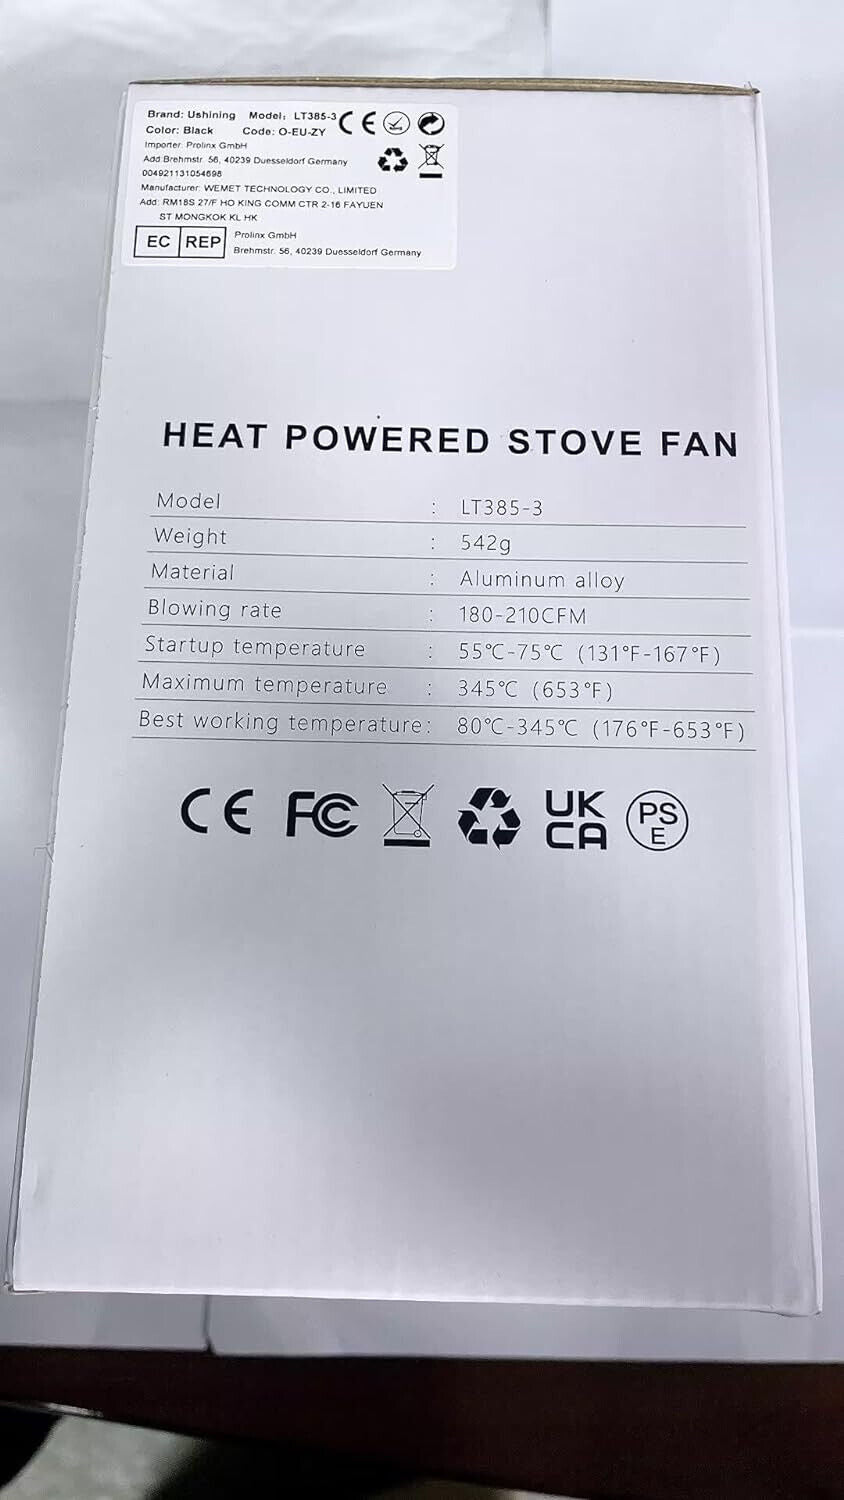 Brand: Ushining Model: LT385-3 CE
Color: Black Code: O-EU-ZY
Importer: Prolinx GmbH
Add:Brehmstr. 56, 40239 Duesseldorf Germany
004921131054698
Manufacturer: WEMET TECHNOLOGY CO., LIMITED
Add: RM18S 27/F HO KING COMM CTR 2-16 FAYUEN
ST MONGKOK KL HK
EC REP Prolinx GmbH
Brehmstr. 56, 40239 Duesseldorf Germany
HEAT POWERED STOVE FAN
Model : LT385-3
Weight : 542g
Material : Aluminum alloy
Blowing rate : 180-210CFM
Startup temperature : 55℃-75℃ (131℉-167℉)
Maximum temperature : 345℃ (653℉)
Best working temperature: 80℃-345℃ (176℉-653℉)
CE FC UK CA PS E